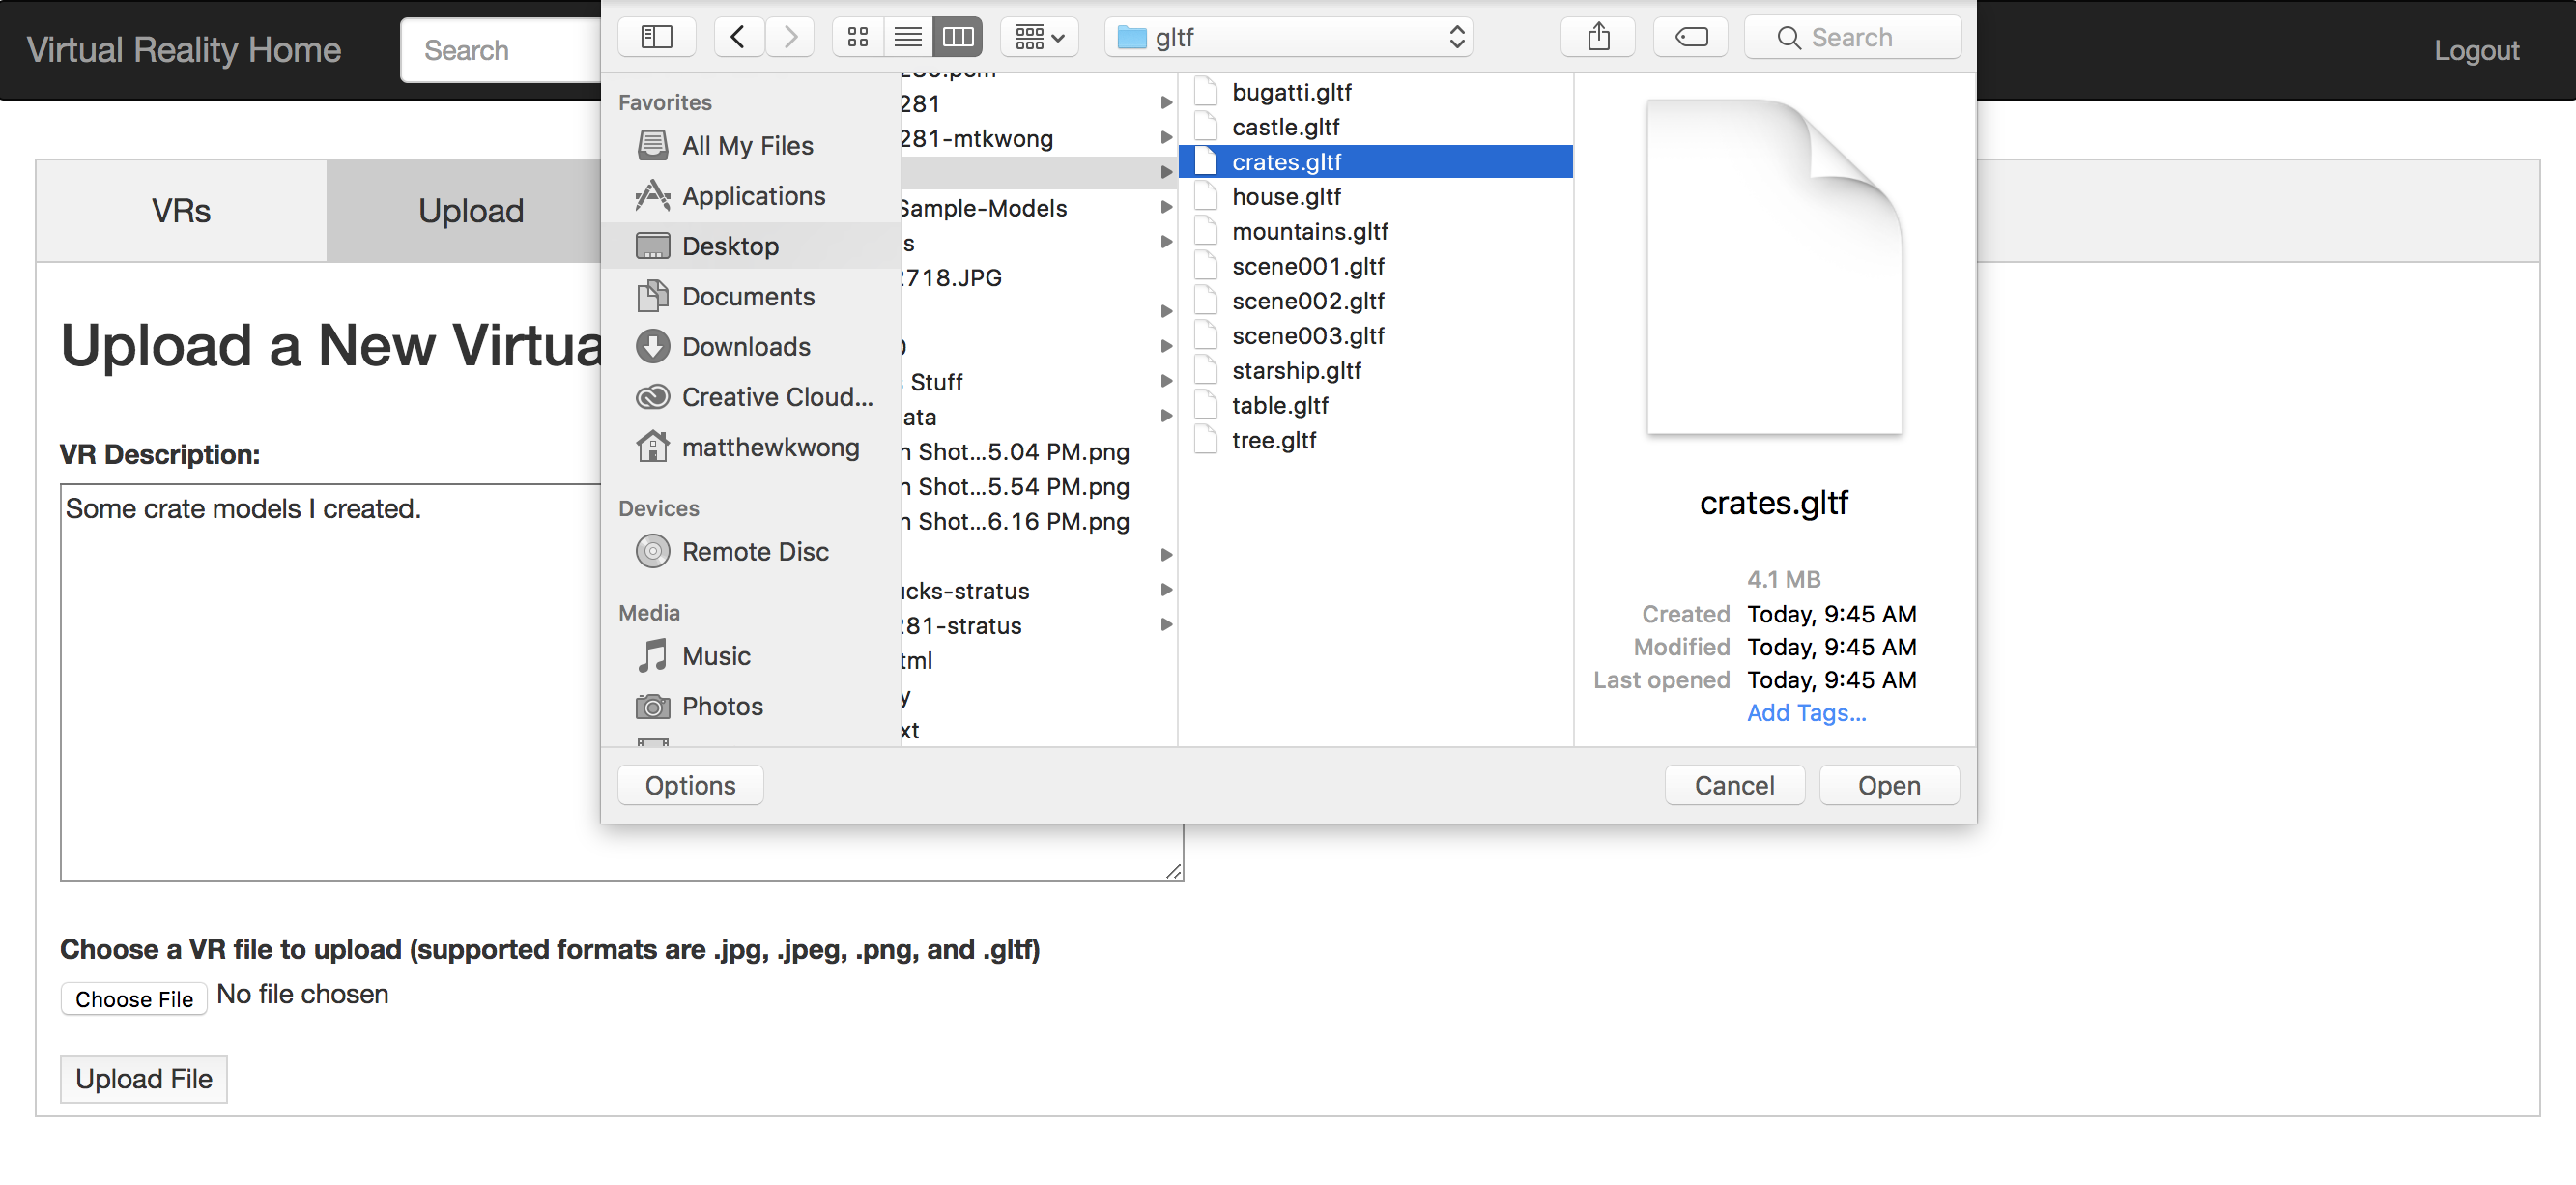 Virtual Reality Home
Search
gltf
Search
Logout
VRs
Upload
Upload a New
VR Description:
Some crate models I created.
Favorites
All My Files
Applications
Desktop
Documents
Downloads
Creative Cloud...
matthewkwong
Devices
Remote Disc
Media
Music
Photos
281
281-mtkwong
Sample-Models
s
2718.JPG
Stuff
ata
n Shot...5.04 PM.png
n Shot...5.54 PM.png
n Shot...6.16 PM.png
ucks-stratus
281-stratus
tml
y
xt
bugatti.gltf
castle.gltf
crates.gltf
house.gltf
mountains.gltf
scene001.gltf
scene002.gltf
scene003.gltf
starship.gltf
table.gltf
tree.gltf
crates.gltf
4.1 MB
Created Today, 9:45 AM
Modified Today, 9:45 AM
Last opened Today, 9:45 AM
Add Tags...
Options
Cancel
Open
Choose a VR file to upload (supported formats are .jpg, .jpeg, .png, and .gltf)
Choose File No file chosen
Upload File